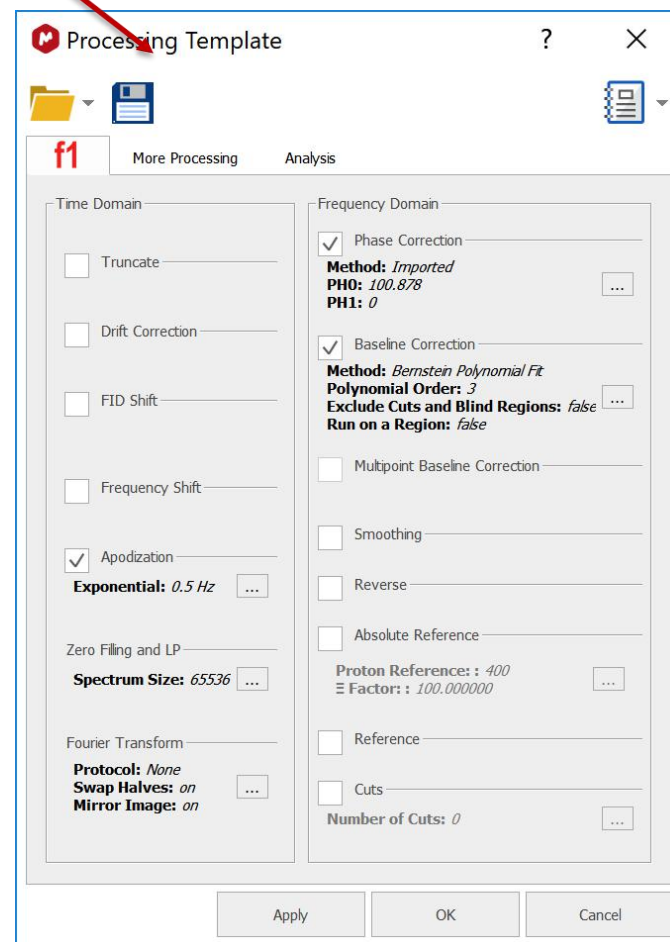 Processing Template
?
f1
More Processing
Analysis
Time Domain
Truncate
Drift Correction
FID Shift
Frequency Shift
Apodization
Exponential: 0.5 Hz
...
Zero Filling and LP
Spectrum Size: 65536
...
Fourier Transform
Protocol: None
Swap Halves: on
...
Mirror Image: on
Frequency Domain
Phase Correction
Method: Imported
PH0: 100.878
...
PH1: 0
Baseline Correction
Method: Bernstein Polynomial Fit
Polynomial Order: 3
Exclude Cuts and Blind Regions: false
...
Run on a Region: false
Multipoint Baseline Correction
Smoothing
Reverse
Absolute Reference
Proton Reference: : 400
Ξ Factor: : 100.000000
...
Reference
Cuts
Number of Cuts: 0
...
Apply
OK
Cancel